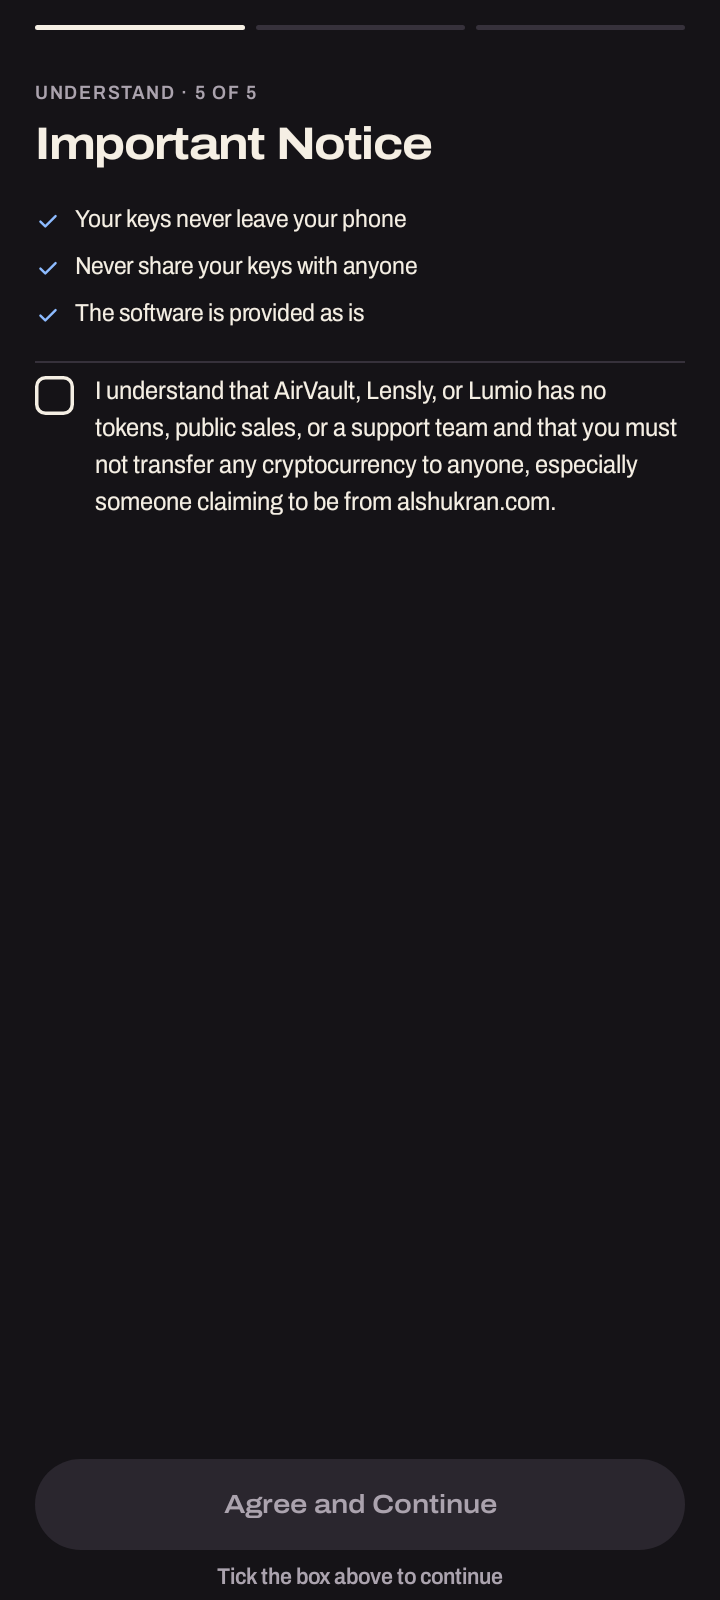 UNDERSTAND · 5 OF 5
Important Notice
Your keys never leave your phone
Never share your keys with anyone
The software is provided as is
I understand that AirVault, Lensly, or Lumio has no
tokens, public sales, or a support team and that you must
not transfer any cryptocurrency to anyone, especially
someone claiming to be from alshukran.com.
Agree and Continue
Tick the box above to continue